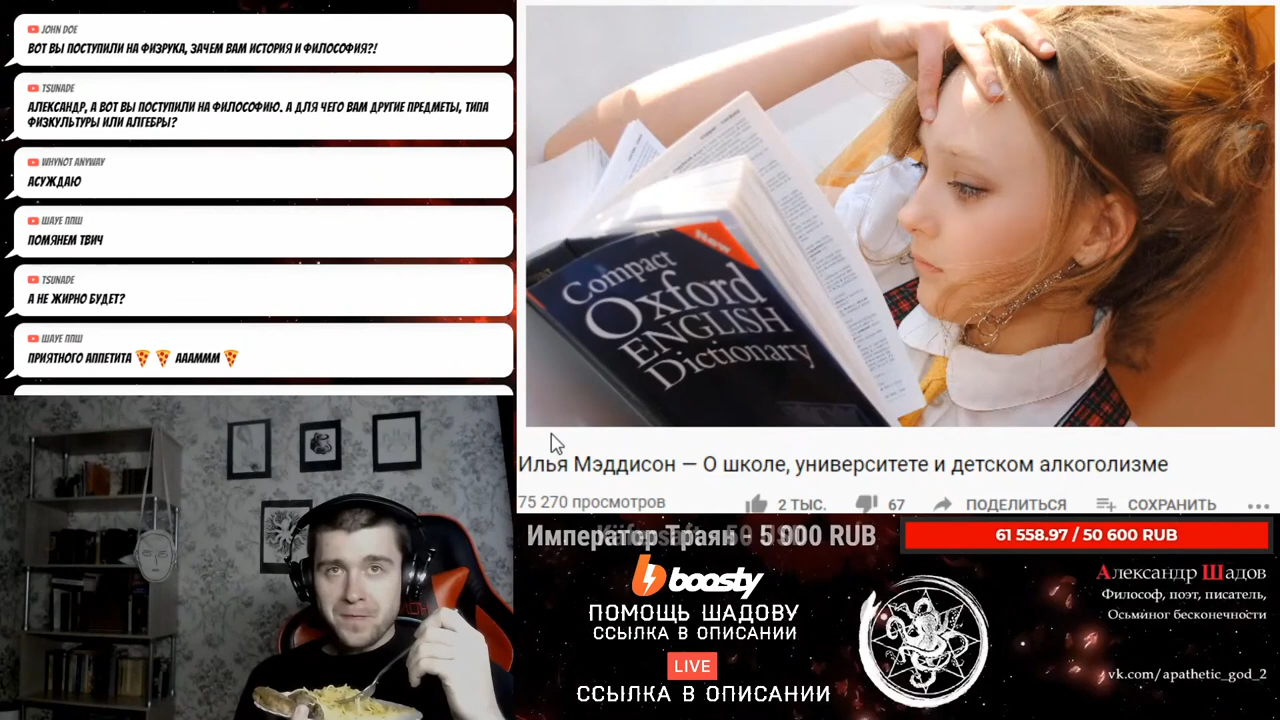 JOHN DOE
ВОТ ВЫ ПОСТУПИЛИ НА ФИЗРУКА, ЗАЧЕМ ВАМ ИСТОРИЯ И ФИЛОСОФИЯ?!
TSUNADE
АЛЕКСАНДР, А ВОТ ВЫ ПОСТУПИЛИ НА ФИЛОСОФИЮ. А ДЛЯ ЧЕГО ВАМ ДРУГИЕ ПРЕДМЕТЫ, ТИПА
ФИЗКУЛЬТУРЫ ИЛИ АЛГЕБРЫ?
WHYNOT ANYWAY
АСУЖДАЮ
ШАУЕ ППШ
ПОМЯНЕМ ТВИЧ
TSUNADE
А НЕ ЖИРНО БУДЕТ?
ШАУЕ ППШ
ПРИЯТНОГО АППЕТИТА 🍕 🍕 АААМММ 🍕
New
Compact
Oxford
ENGLISH
Dictionary
Илья Мэддисон — О школе, университете и детском алкоголизме
75 270 просмотров
2 ТЫС.
67
ПОДЕЛИТЬСЯ
СОХРАНИТЬ
Император Траян - 5 000 RUB
61 558.97 / 50 600 RUB
boosty
ПОМОЩЬ ШАДОВУ
ССЫЛКА В ОПИСАНИИ
LIVE
ССЫЛКА В ОПИСАНИИ
Александр Шадов
Философ, поэт, писатель,
Осьминог бесконечности
vk.com/apathetic_god_2